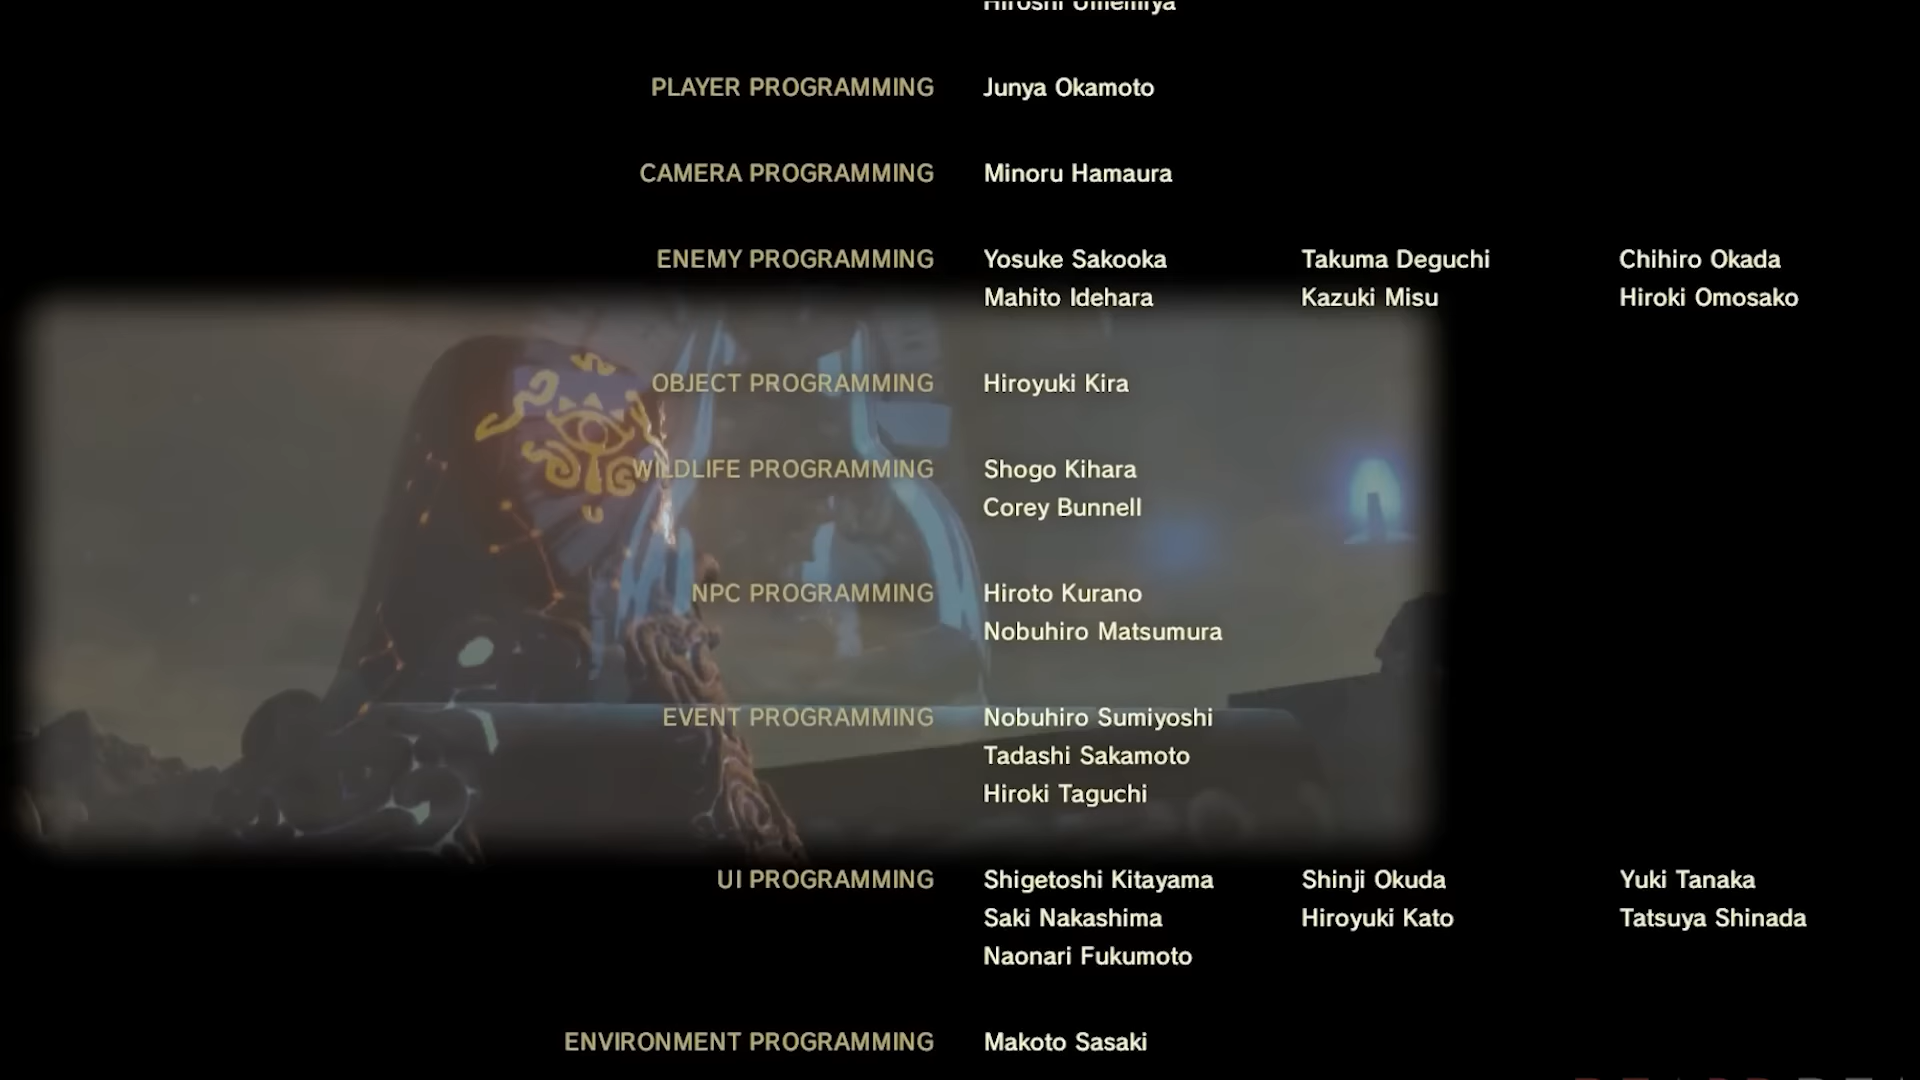 Hiroshi Umemiya
PLAYER PROGRAMMING Junya Okamoto
CAMERA PROGRAMMING Minoru Hamaura
ENEMY PROGRAMMING Yosuke Sakooka Takuma Deguchi Chihiro Okada
Mahito Idehara Kazuki Misu Hiroki Omosako
OBJECT PROGRAMMING Hiroyuki Kira
WILDLIFE PROGRAMMING Shogo Kihara
Corey Bunnell
NPC PROGRAMMING Hiroto Kurano
Nobuhiro Matsumura
EVENT PROGRAMMING Nobuhiro Sumiyoshi
Tadashi Sakamoto
Hiroki Taguchi
UI PROGRAMMING Shigetoshi Kitayama Shinji Okuda Yuki Tanaka
Saki Nakashima Hiroyuki Kato Tatsuya Shinada
Naonari Fukumoto
ENVIRONMENT PROGRAMMING Makoto Sasaki